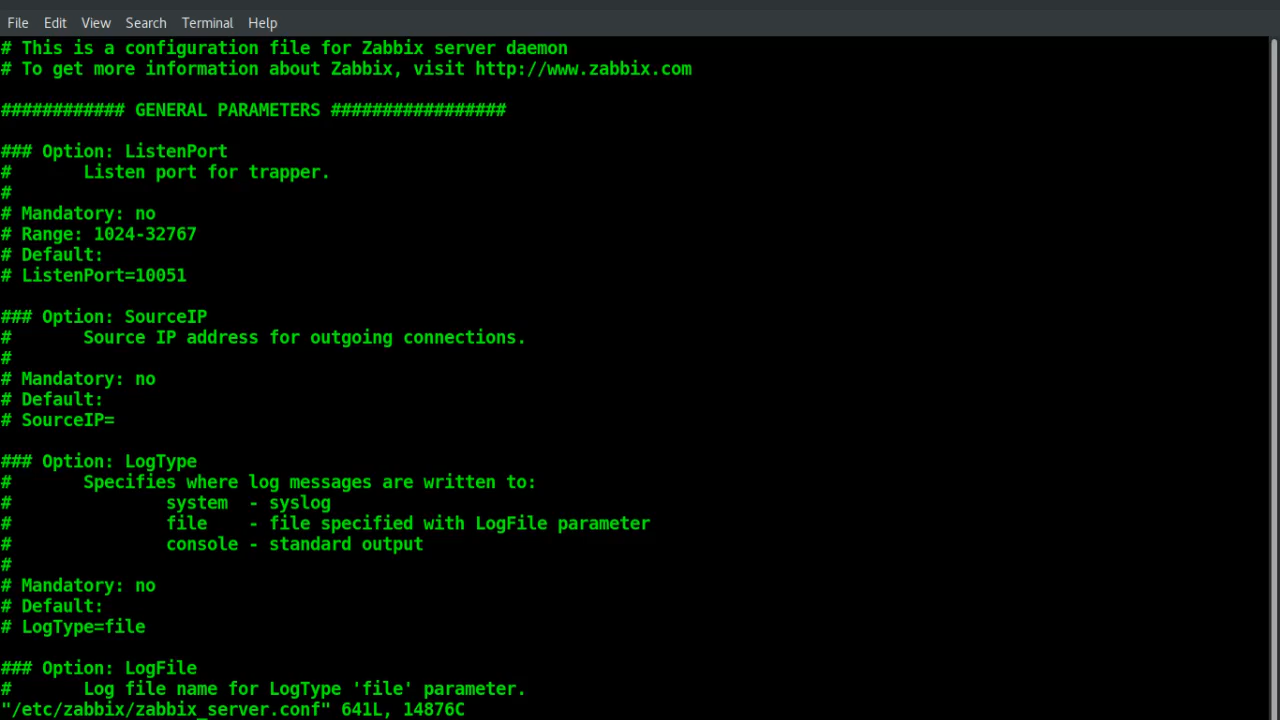 File Edit View Search Terminal Help
# This is a configuration file for Zabbix server daemon
# To get more information about Zabbix, visit http://www.zabbix.com
############ GENERAL PARAMETERS #################
### Option: ListenPort
#       Listen port for trapper.
#
# Mandatory: no
# Range: 1024-32767
# Default:
# ListenPort=10051
### Option: SourceIP
#       Source IP address for outgoing connections.
#
# Mandatory: no
# Default:
# SourceIP=
### Option: LogType
#       Specifies where log messages are written to:
#               system  - syslog
#               file    - file specified with LogFile parameter
#               console - standard output
#
# Mandatory: no
# Default:
# LogType=file
### Option: LogFile
#       Log file name for LogType 'file' parameter.
"/etc/zabbix/zabbix_server.conf" 641L, 14876C